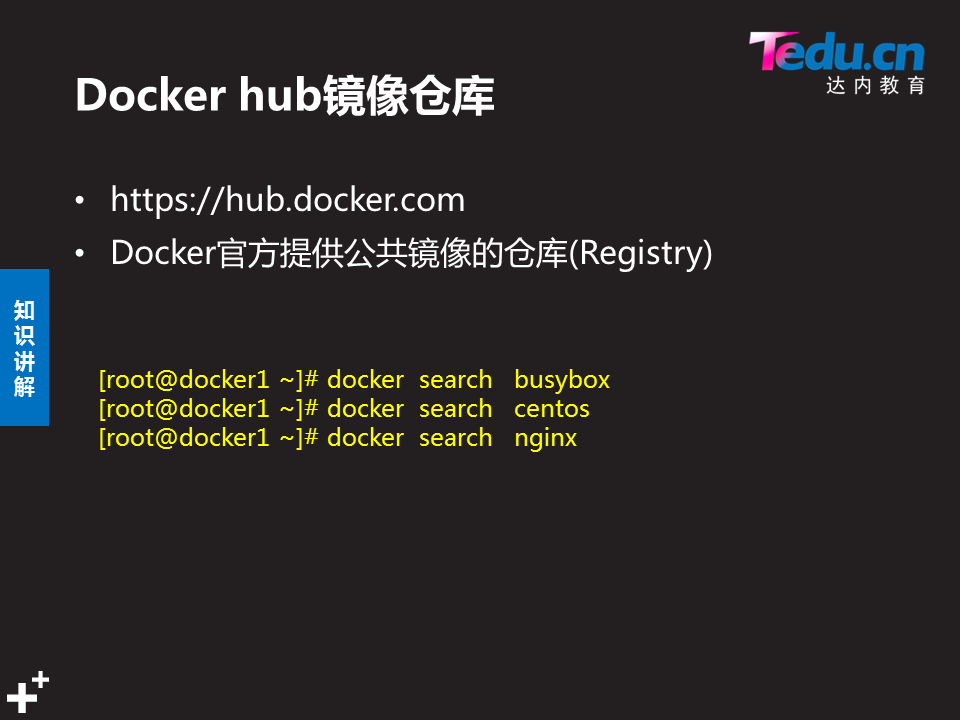 Tedu.cn
达内教育
Docker hub镜像仓库
• https://hub.docker.com
• Docker官方提供公共镜像的仓库(Registry)
知识讲解
[root@docker1 ~]# docker search busybox
[root@docker1 ~]# docker search centos
[root@docker1 ~]# docker search nginx